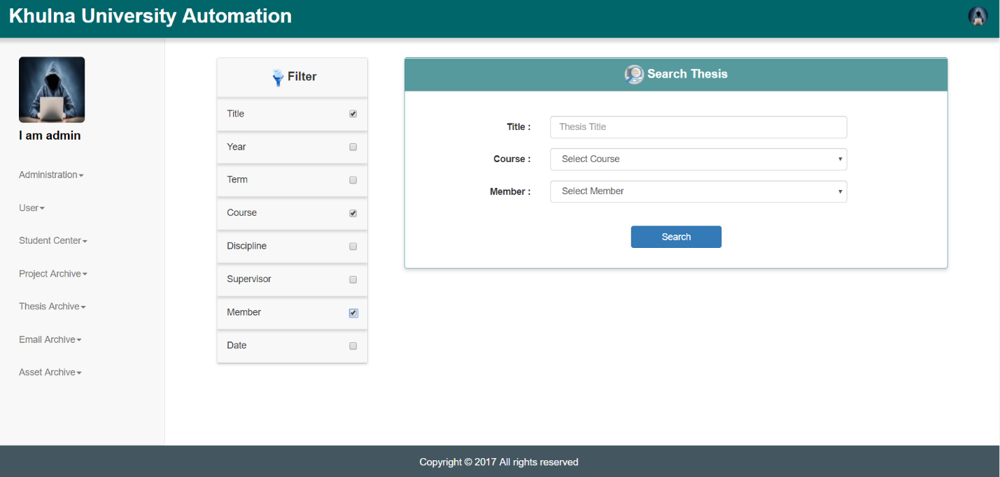 Khulna University Automation
I am admin
Administration
User
Student Center
Project Archive
Thesis Archive
Email Archive
Asset Archive
Filter
Title
Year
Term
Course
Discipline
Supervisor
Member
Date
Search Thesis
Title : Thesis Title
Course : Select Course
Member : Select Member
Search
Copyright © 2017 All rights reserved